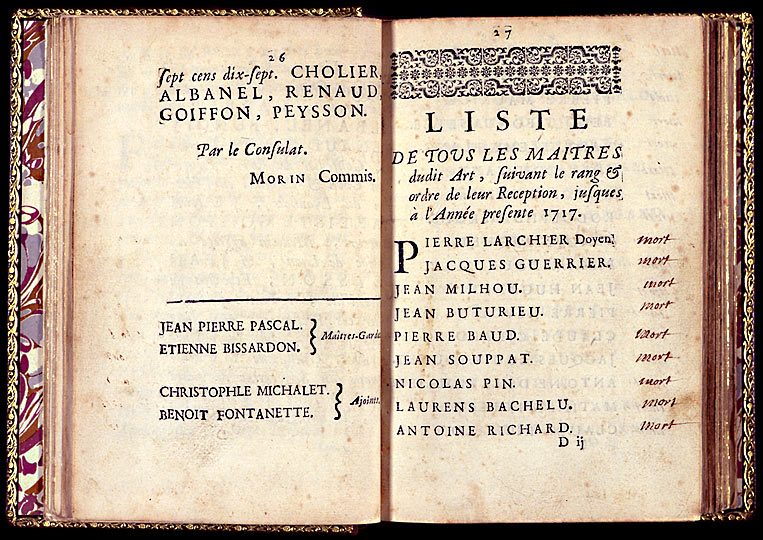 26
sept cens dix-sept. CHOLIER,
ALBANEL, RENAUD,
GOIFFON, PEYSSON.
Par le Consulat.
MORIN Commis.
JEAN PIERRE PASCAL.
ETIENNE BISSARDON.
Maîtres-Garde
CHRISTOPHLE MICHALET.
BENOIT FONTANETTE.
Ajoints.
27
LISTE
DE TOUS LES MAITRES
dudit Art, suivant le rang &
ordre de leur Reception, jusques
à l'Année presente 1717.
PIERRE LARCHIER Doyen. mort
JACQUES GUERRIER. mort
JEAN MILHOU. mort
JEAN BUTURIEU. mort
PIERRE BAUD. Mort
JEAN SOUPPAT. Mort
NICOLAS PIN. mort
LAURENS BACHELU. Mort
ANTOINE RICHARD. Mort
D ij